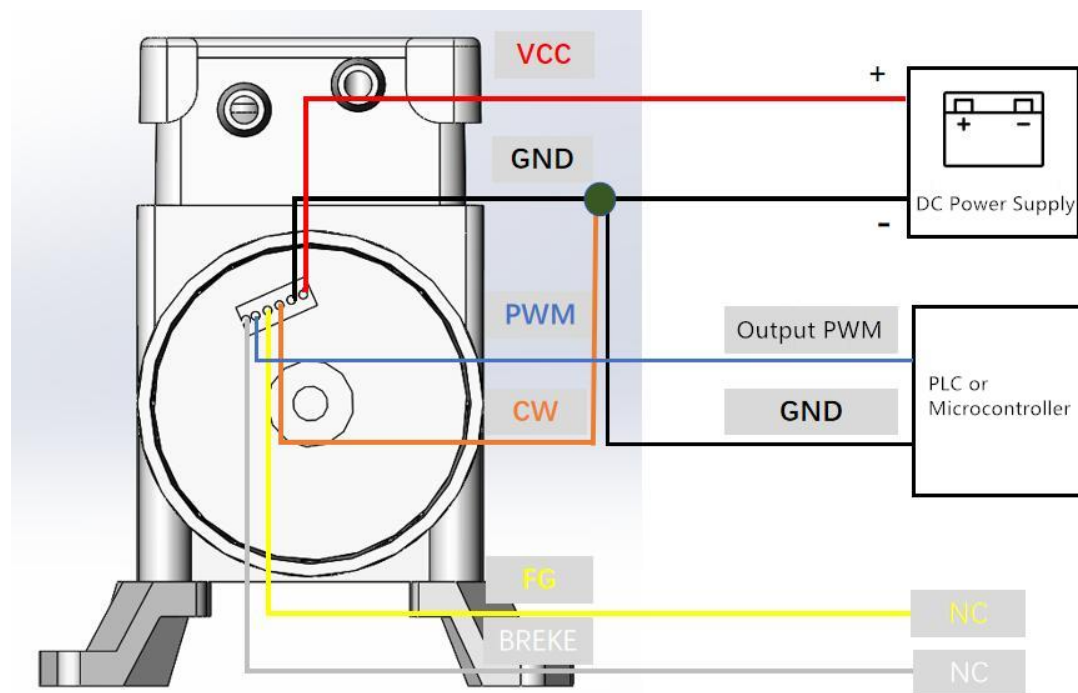 VCC
+
+ -
GND
DC Power Supply
-
PWM
Output PWM
PLC or
Microcontroller
CW
GND
FG
NC
BREKE
NC